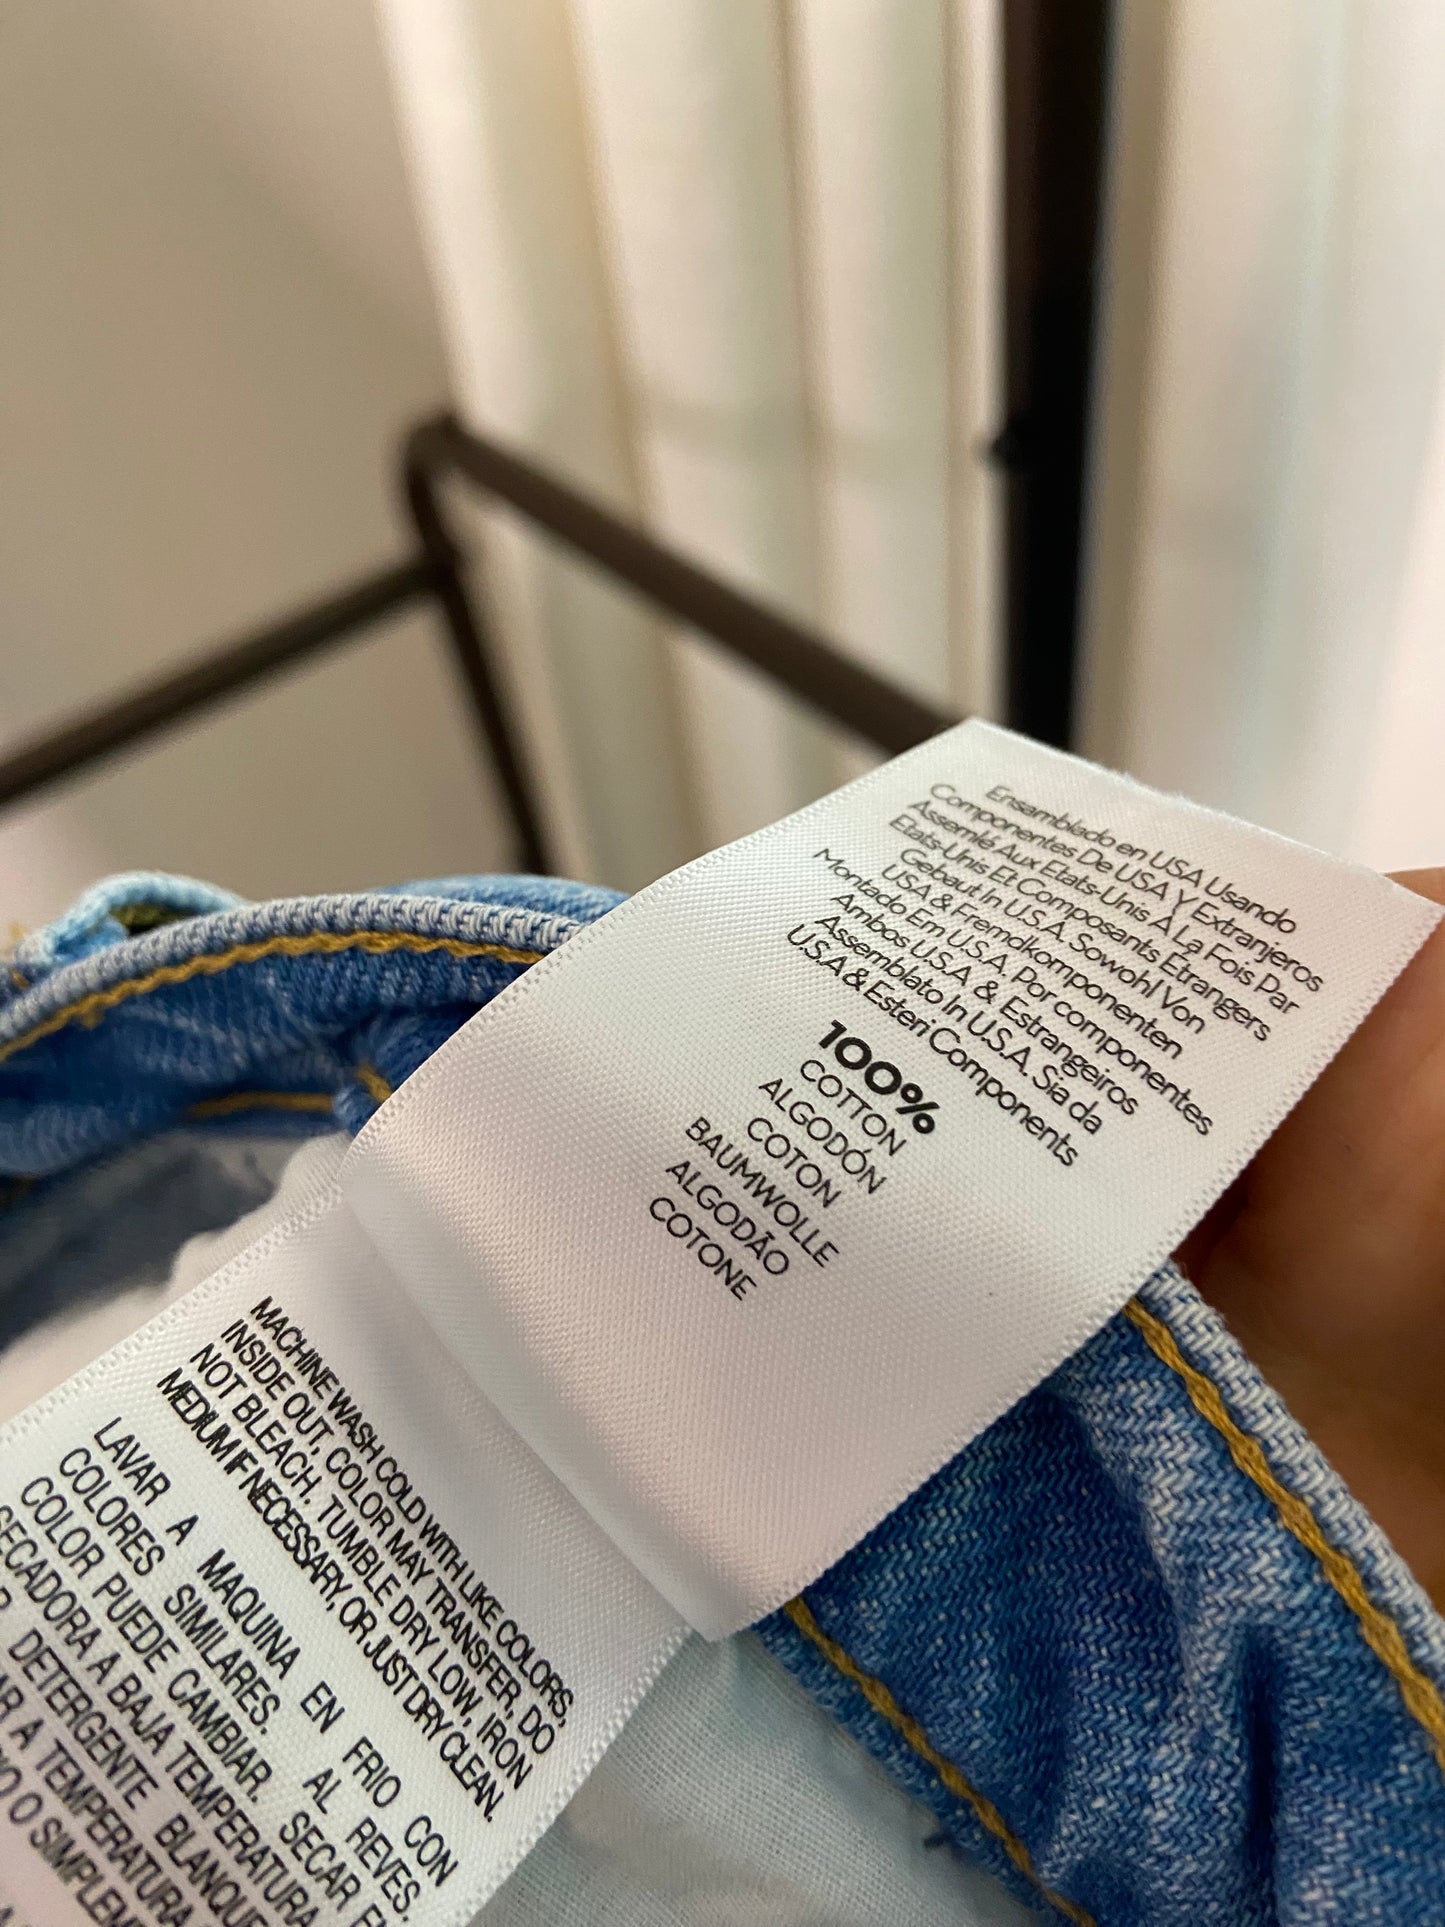 Ensamblado en USA Usando
Componentes De USA Y Extranjeros
Assemlé Aux Etats-Unis À La Fois Par
Etats-Unis Et Composants Étrangers
Gebaut In U.S.A. Sowohl Von
USA & Fremdkomponenten
Montado Em U.S.A. Por componentes
Ambos U.S.A & Estrangeiros
Assemblato In U.S.A. Sia da
U.S.A & Esteri Components
100%
COTTON
ALGODÓN
COTON
BAUMWOLLE
ALGODÃO
COTONE
MACHINE WASH COLD WITH LIKE COLORS,
INSIDE OUT, COLOR MAY TRANSFER, DO
NOT BLEACH. TUMBLE DRY LOW, IRON
MEDIUM IF NECESSARY, OR JUST DRY CLEAN.
LAVAR A MAQUINA EN FRIO CON
COLORES SIMILARES. AL REVES.
COLOR PUEDE CAMBIAR. SECAR
SECADORA A BAJA TEMPERATURA
DETERGENTE BLANQUE
A TEMPERATURA
O SIMPLEM